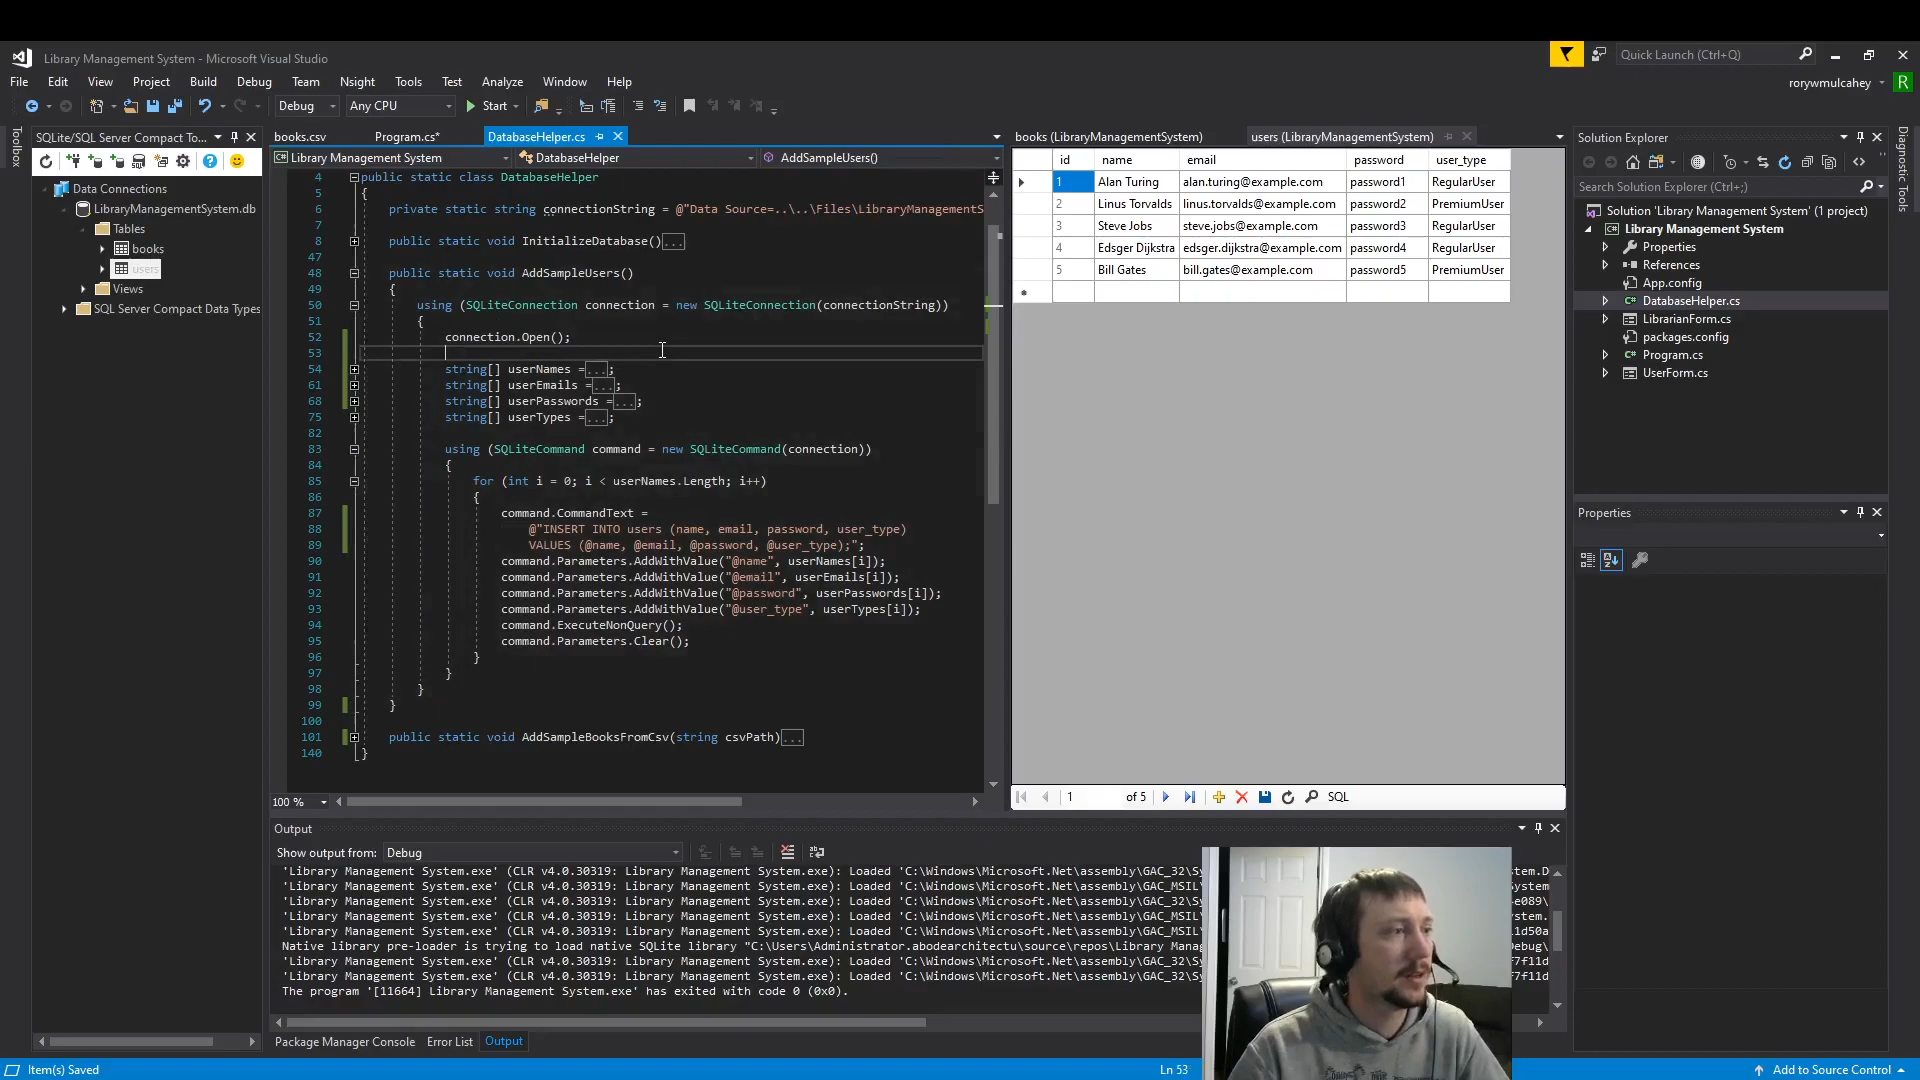 Library Management System - Microsoft Visual Studio
Quick Launch (Ctrl+Q)
File Edit View Project Build Debug Team Nsight Tools Test Analyze Window Help
rorywmulcahey R
Debug Any CPU Start
SQLite/SQL Server Compact To...
Toolbox
Data Connections
LibraryManagementSystem.db
Tables
books
users
Views
SQL Server Compact Data Types
books.csv Program.cs* DatabaseHelper.cs
Library Management System DatabaseHelper AddSampleUsers()
4 public static class DatabaseHelper
5 {
6 private static string connectionString = @"Data Source=..\..\Files\LibraryManagementS
7
8 public static void InitializeDatabase()...
47
48 public static void AddSampleUsers()
49 {
50 using (SQLiteConnection connection = new SQLiteConnection(connectionString))
51 {
52 connection.Open();
53
54 string[] userNames =...;
61 string[] userEmails =...;
68 string[] userPasswords =...;
75 string[] userTypes =...;
82
83 using (SQLiteCommand command = new SQLiteCommand(connection))
84 {
85 for (int i = 0; i < userNames.Length; i++)
86 {
87 command.CommandText =
88 @"INSERT INTO users (name, email, password, user_type)
89 VALUES (@name, @email, @password, @user_type);";
90 command.Parameters.AddWithValue("@name", userNames[i]);
91 command.Parameters.AddWithValue("@email", userEmails[i]);
92 command.Parameters.AddWithValue("@password", userPasswords[i]);
93 command.Parameters.AddWithValue("@user_type", userTypes[i]);
94 command.ExecuteNonQuery();
95 command.Parameters.Clear();
96 }
97 }
98 }
99 }
100
101 public static void AddSampleBooksFromCsv(string csvPath)...
140 }
100 %
books (LibraryManagementSystem) users (LibraryManagementSystem)
id name email password user_type
1 Alan Turing alan.turing@example.com password1 RegularUser
2 Linus Torvalds linus.torvalds@example.com password2 PremiumUser
3 Steve Jobs steve.jobs@example.com password3 RegularUser
4 Edsger Dijkstra edsger.dijkstra@example.com password4 RegularUser
5 Bill Gates bill.gates@example.com password5 PremiumUser
1 of 5 SQL
Solution Explorer
Search Solution Explorer (Ctrl+;)
Solution 'Library Management System' (1 project)
Library Management System
Properties
References
App.config
DatabaseHelper.cs
LibrarianForm.cs
packages.config
Program.cs
UserForm.cs
Diagnostic Tools
Properties
Output
Show output from: Debug
'Library Management System.exe' (CLR v4.0.30319: Library Management System.exe): Loaded 'C:\Windows\Microsoft.Net\assembly\GAC_32\Sy
'Library Management System.exe' (CLR v4.0.30319: Library Management System.exe): Loaded 'C:\Windows\Microsoft.Net\assembly\GAC_MSIL\
'Library Management System.exe' (CLR v4.0.30319: Library Management System.exe): Loaded 'C:\Windows\Microsoft.Net\assembly\GAC_32\Sy
'Library Management System.exe' (CLR v4.0.30319: Library Management System.exe): Loaded 'C:\Windows\Microsoft.Net\assembly\GAC_MSIL\
'Library Management System.exe' (CLR v4.0.30319: Library Management System.exe): Loaded 'C:\Windows\Microsoft.Net\assembly\GAC_MSIL\
Native library pre-loader is trying to load native SQLite library "C:\Users\Administrator.abodearchitectu\source\repos\Library Manag
'Library Management System.exe' (CLR v4.0.30319: Library Management System.exe): Loaded 'C:\Windows\Microsoft.Net\assembly\GAC_32\Sy
'Library Management System.exe' (CLR v4.0.30319: Library Management System.exe): Loaded 'C:\Windows\Microsoft.Net\assembly\GAC_MSIL\
The program '[11664] Library Management System.exe' has exited with code 0 (0x0).
Package Manager Console Error List Output
Item(s) Saved Ln 53 Add to Source Control